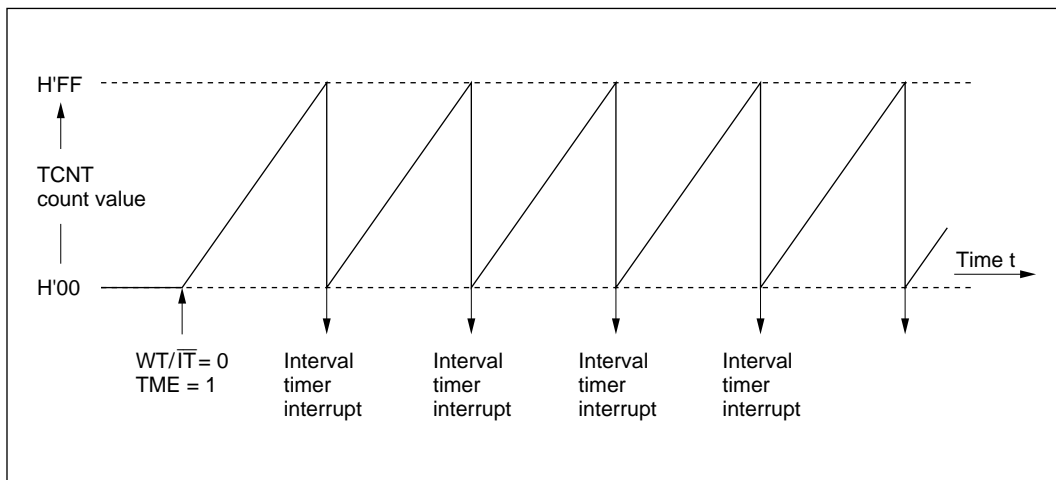 H'FF
TCNT
count value
H'00
Time t
WT/I̅T̅ = 0
TME = 1
Interval
timer
interrupt
Interval
timer
interrupt
Interval
timer
interrupt
Interval
timer
interrupt